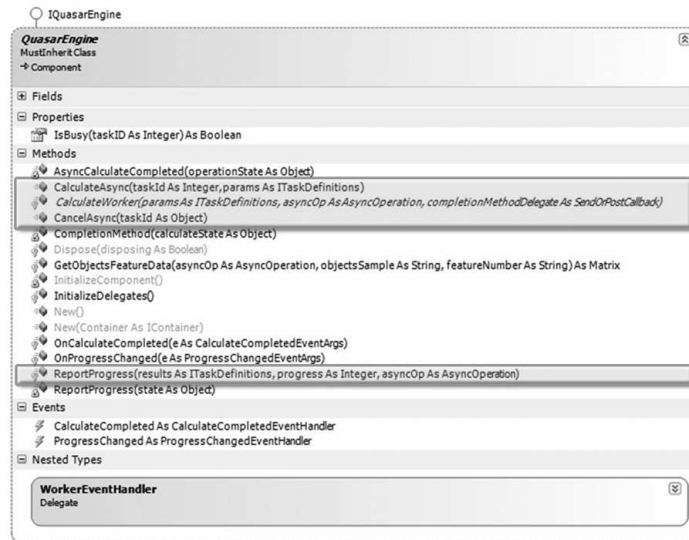 IQuasarEngine
QuasarEngine
MustInherit Class
Component
Fields
Properties
IsBusy(taskID As Integer) As Boolean
Methods
AsyncCalculateCompleted(operationState As Object)
CalculateAsync(taskId As Integer,params As ITaskDefinitions)
CalculateWorker(params As ITaskDefinitions, asyncOp As AsyncOperation, completionMethodDelegate As SendOrPostCallback)
CancelAsync(taskId As Object)
CompletionMethod(calculateState As Object)
Dispose(disposing As Boolean)
GetObjectsFeatureData(asyncOp As AsyncOperation, objectsSample As String, featureNumber As String) As Matrix
InitializeComponent()
InitializeDelegates()
New()
New(Container As IContainer)
OnCalculateCompleted(e As CalculateCompletedEventArgs)
OnProgressChanged(e As ProgressChangedEventArgs)
ReportProgress(results As ITaskDefinitions, progress As Integer, asyncOp As AsyncOperation)
ReportProgress(state As Object)
Events
CalculateCompleted As CalculateCompletedEventHandler
ProgressChanged As ProgressChangedEventHandler
Nested Types
WorkerEventHandler
Delegate